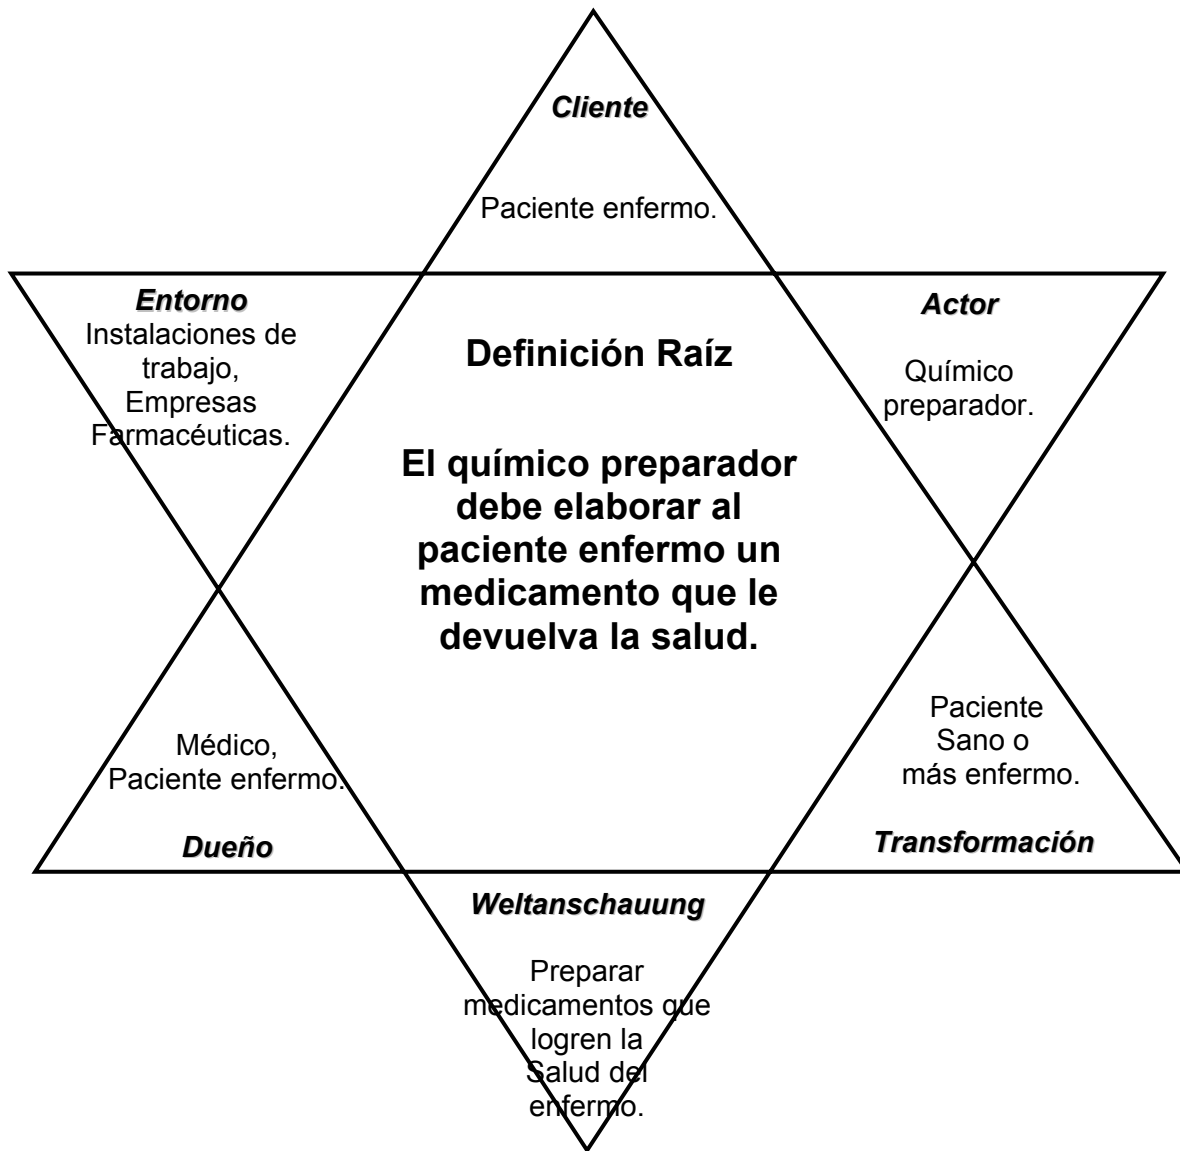 Cliente
Paciente enfermo.
Entorno
Instalaciones de
trabajo,
Empresas
Farmacéuticas.
Definición Raíz
El químico preparador
debe elaborar al
paciente enfermo un
medicamento que le
devuelva la salud.
Actor
Químico
preparador.
Médico,
Paciente enfermo.
Dueño
Paciente
Sano o
más enfermo.
Transformación
Weltanschauung
Preparar
medicamentos que
logren la
Salud del
enfermo.